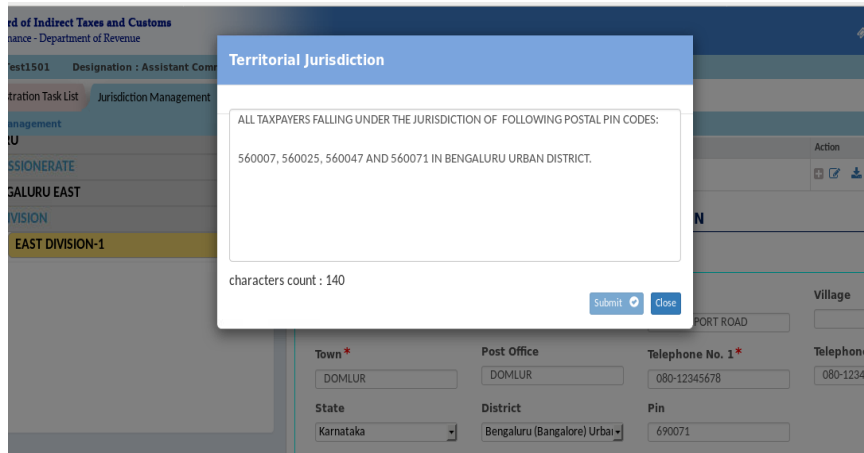 rd of Indirect Taxes and Customs
nance - Department of Revenue
Test1501 Designation : Assistant Comm
Territorial Jurisdiction
stration Task List Jurisdiction Management
anagement
ALL TAXPAYERS FALLING UNDER THE JURISDICTION OF FOLLOWING POSTAL PIN CODES:
RU
Action
SSIONERATE
560007, 560025, 560047 AND 560071 IN BENGALURU URBAN DISTRICT.
GALURU EAST
IVISION
N
EAST DIVISION-1
characters count : 140
Submit Close
Village
PORT ROAD
Town* Post Office Telephone No. 1* Telephone
DOMLUR DOMLUR 080-12345678 080-1234
State District Pin
Karnataka Bengaluru (Bangalore) Urban 690071